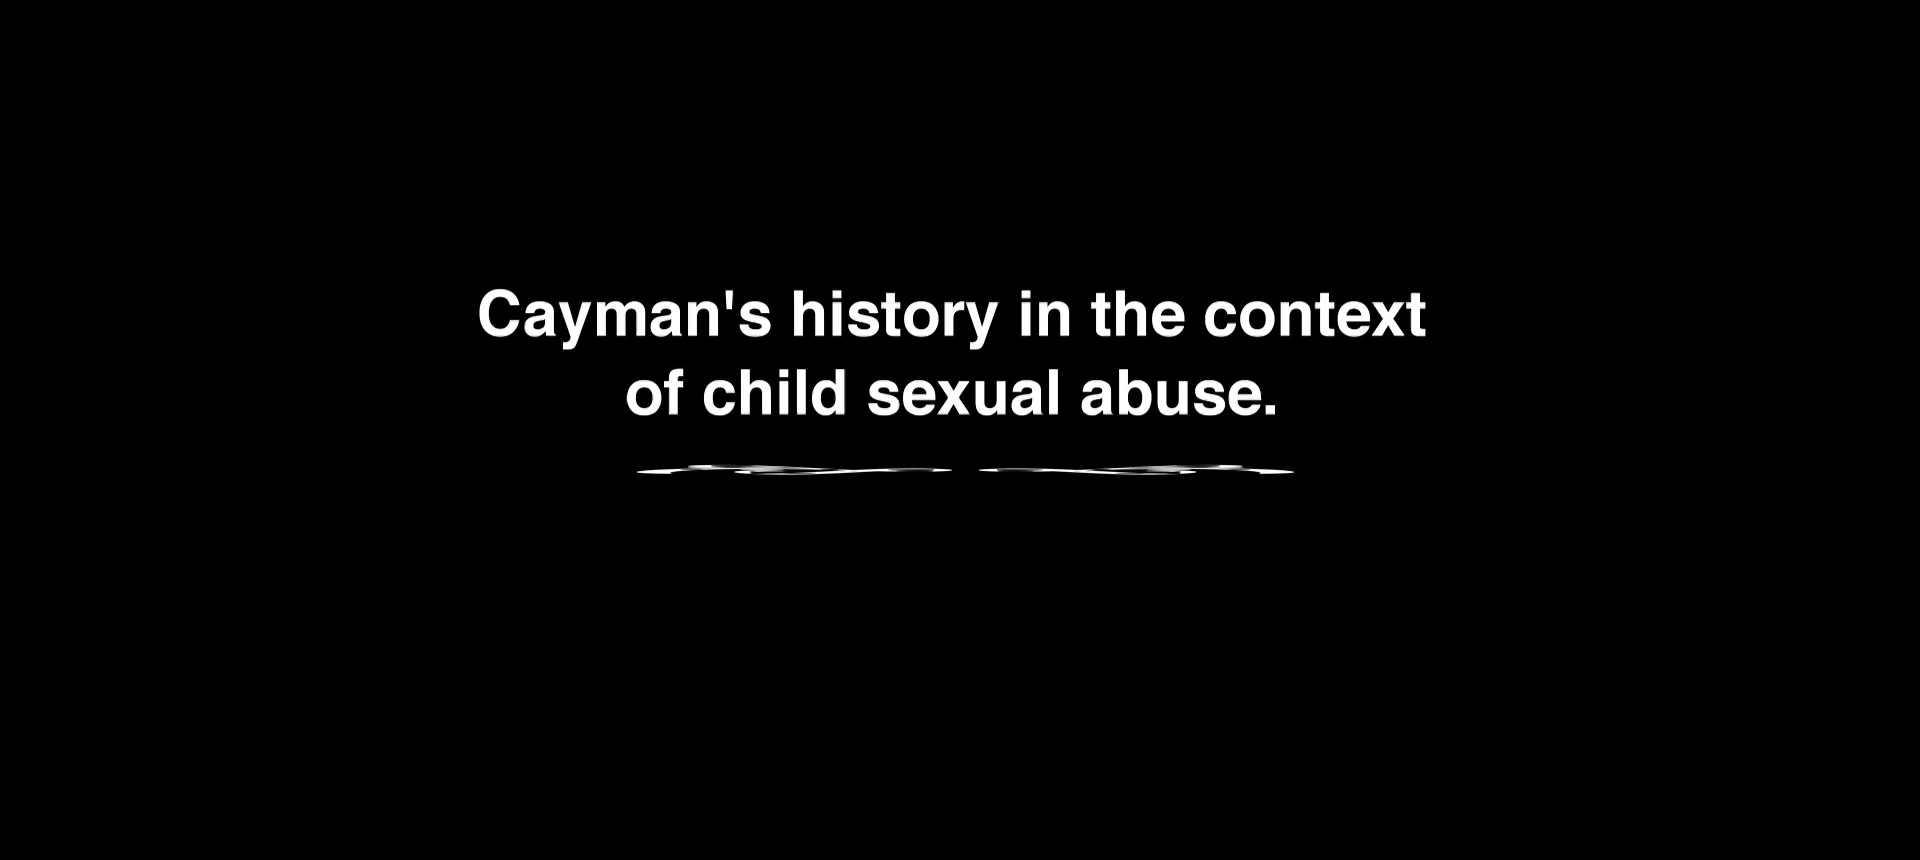 Cayman's history in the context
of child sexual abuse.